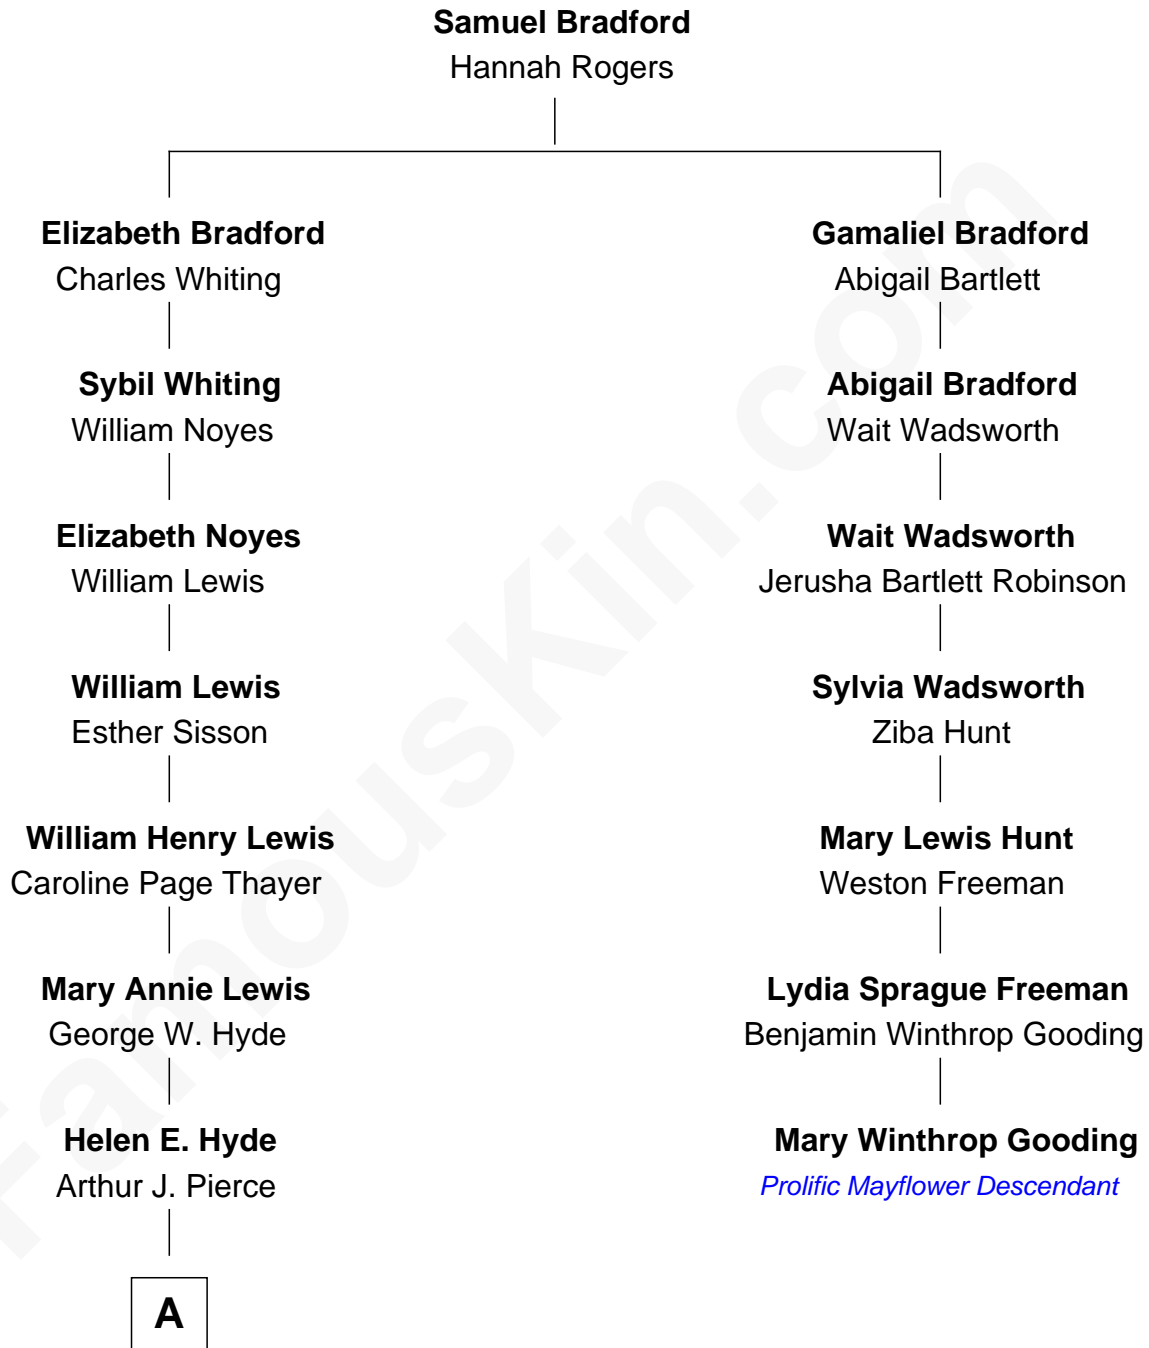 Samuel Bradford
Hannah Rogers
Elizabeth Bradford
Charles Whiting
Sybil Whiting
William Noyes
Elizabeth Noyes
William Lewis
William Lewis
Esther Sisson
William Henry Lewis
Caroline Page Thayer
Mary Annie Lewis
George W. Hyde
Helen E. Hyde
Arthur J. Pierce
A
Gamaliel Bradford
Abigail Bartlett
Abigail Bradford
Wait Wadsworth
Wait Wadsworth
Jerusha Bartlett Robinson
Sylvia Wadsworth
Ziba Hunt
Mary Lewis Hunt
Weston Freeman
Lydia Sprague Freeman
Benjamin Winthrop Gooding
Mary Winthrop Gooding
Prolific Mayflower Descendant
FamousKin.com